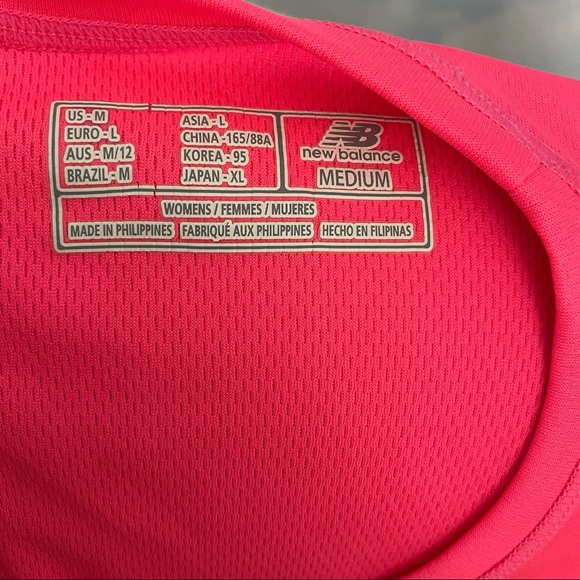 US - M
EURO - L
AUS - M/12
BRAZIL - M
ASIA - L
CHINA - 165/88A
KOREA - 95
JAPAN - XL
NB
new balance
MEDIUM
WOMENS / FEMMES / MUJERES
MADE IN PHILIPPINES FABRIQUÉ AUX PHILIPPINES HECHO EN FILIPINAS